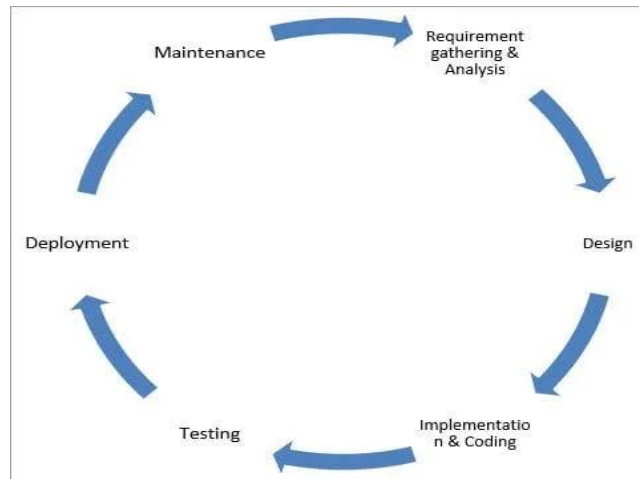 Maintenance
Requirement
gathering &
Analysis
Design
Implementatio
n & Coding
Testing
Deployment